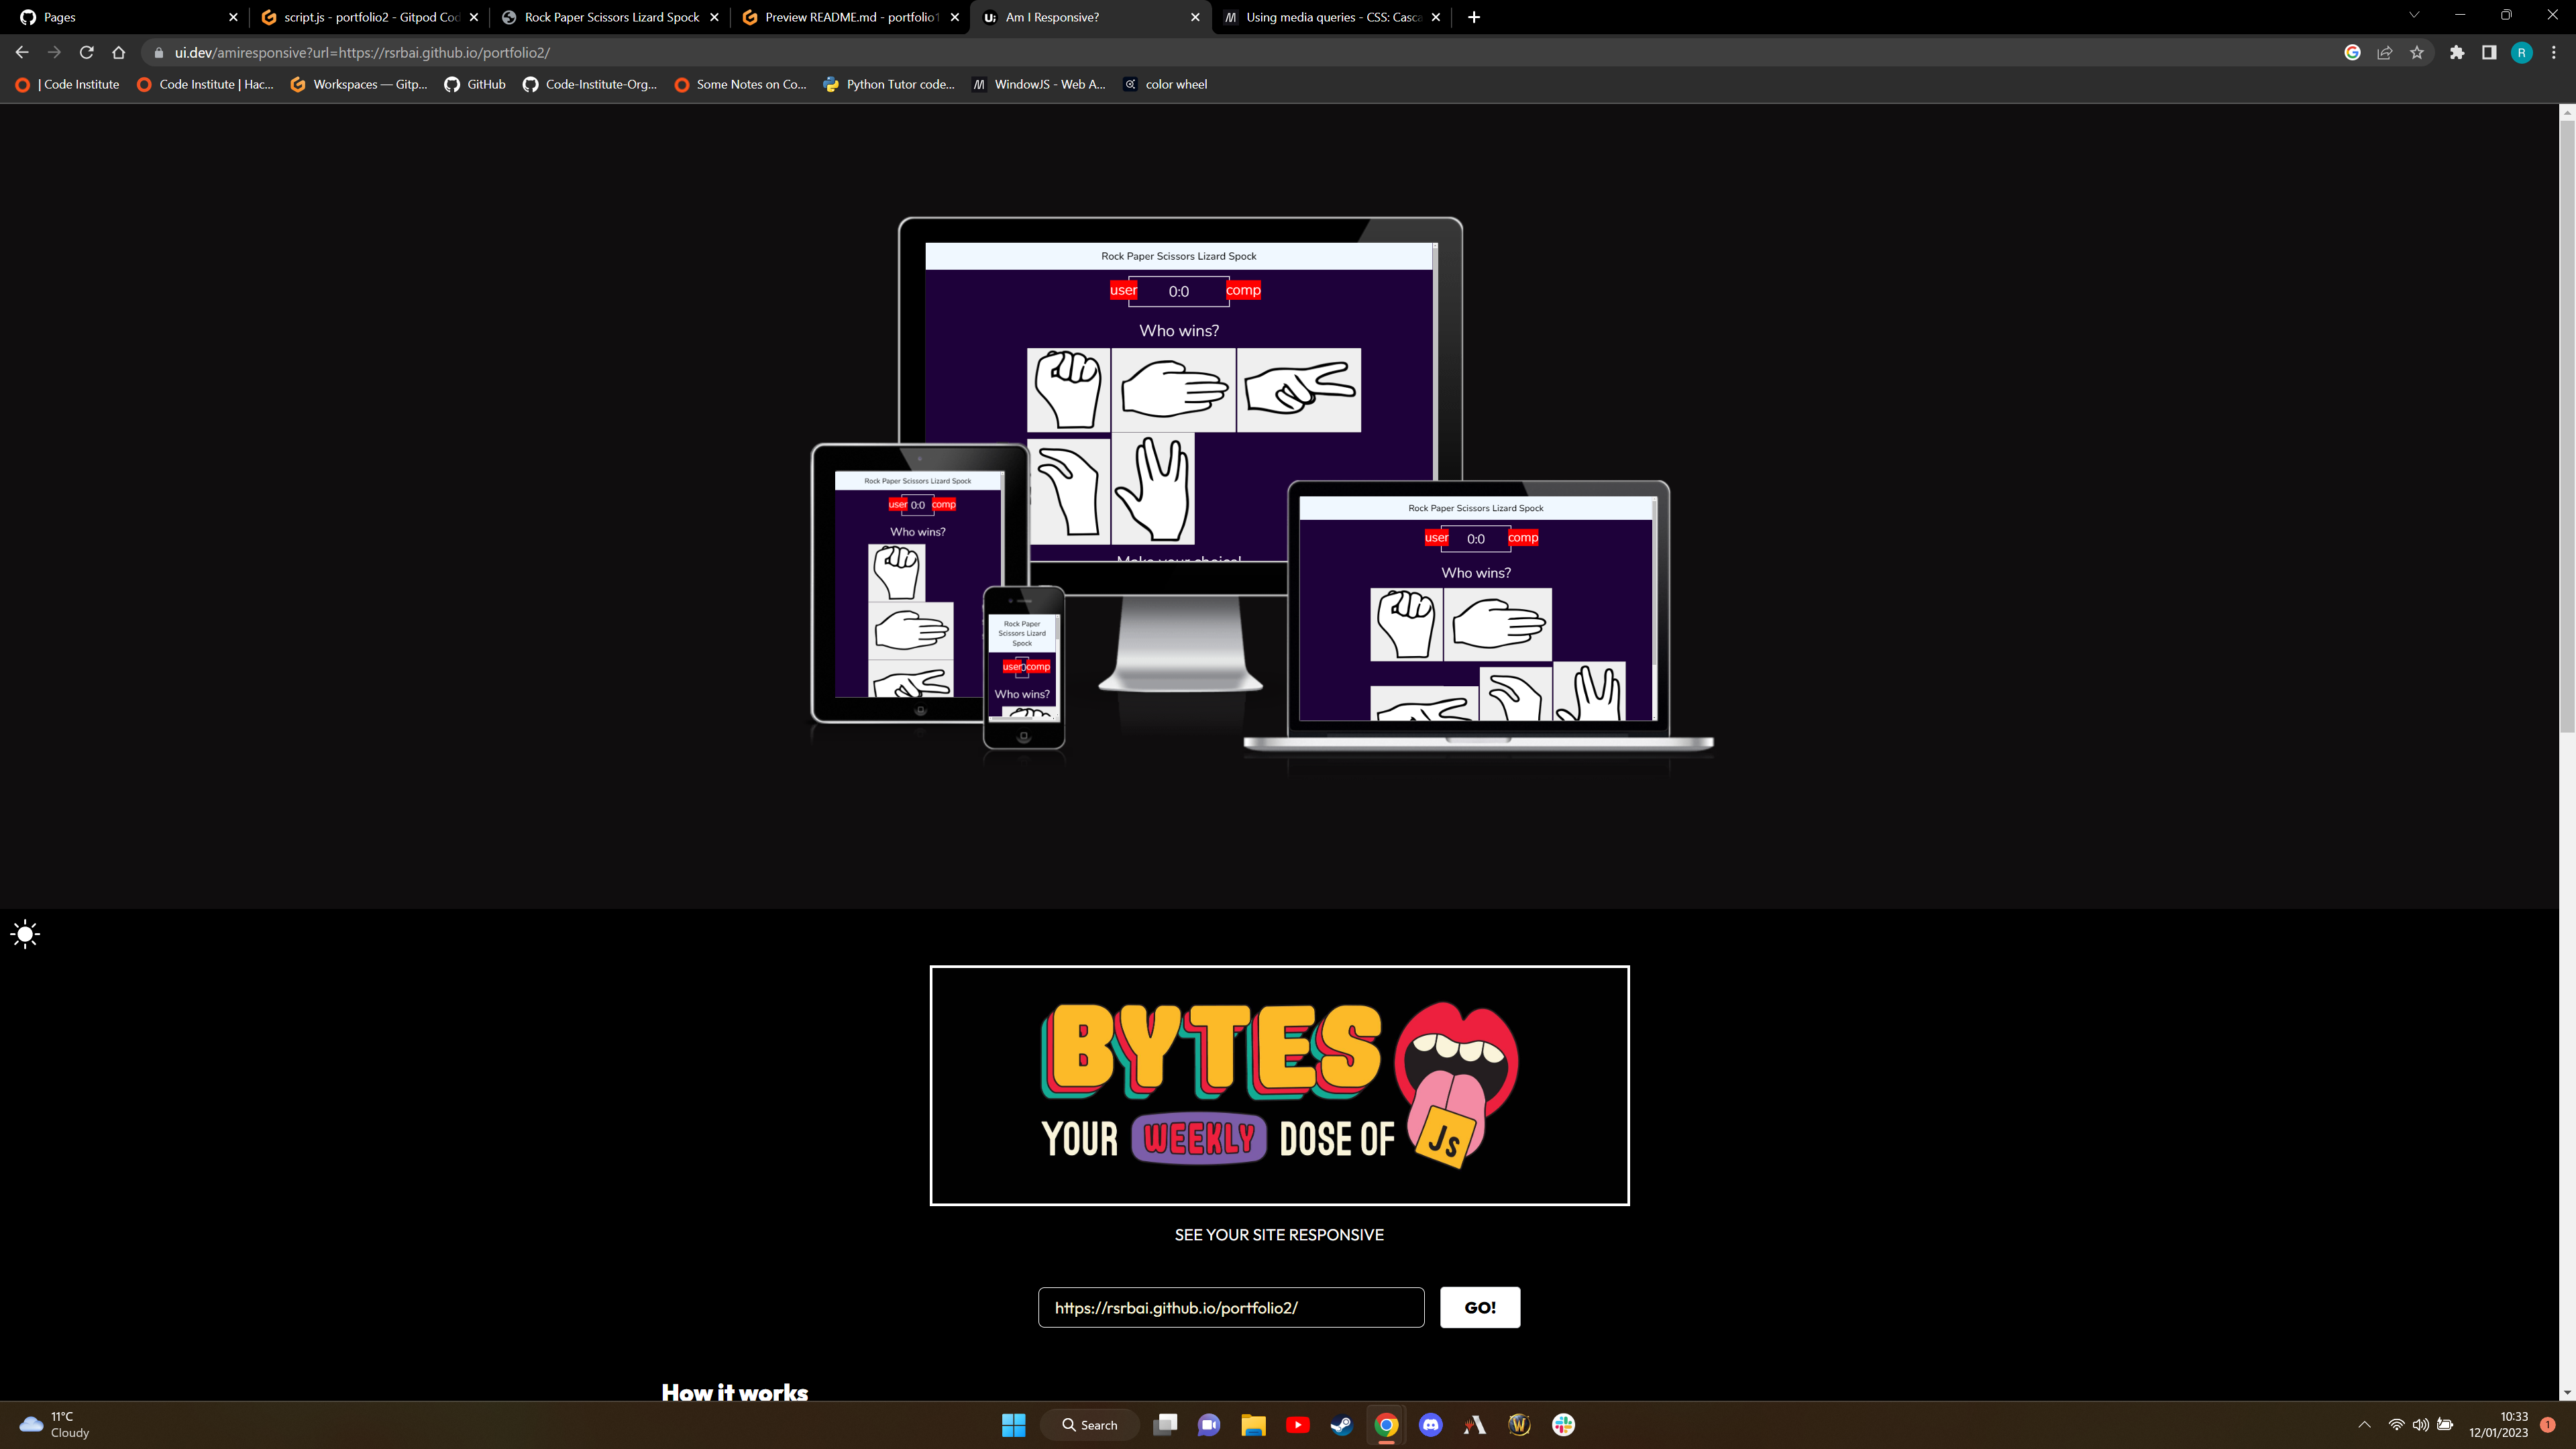 Pages
script.js - portfolio2 - Gitpod Cod
Rock Paper Scissors Lizard Spock
Preview README.md - portfolio1
Am I Responsive?
Using media queries - CSS: Casca
ui.dev/amiresponsive?url=https://rsrbai.github.io/portfolio2/
R
| Code Institute
Code Institute | Hac...
Workspaces — Gitp...
GitHub
Code-Institute-Org...
Some Notes on Co...
Python Tutor code...
WindowJS - Web A...
color wheel
Rock Paper Scissors Lizard Spock
user
0:0
comp
Who wins?
Make your choice!
Rock Paper Scissors Lizard Spock
user
0:0
comp
Who wins?
Rock Paper
Scissors Lizard
Spock
user
comp
Who wins?
Rock Paper Scissors Lizard Spock
user
0:0
comp
Who wins?
BYTES
YOUR WEEKLY DOSE OF
JS
SEE YOUR SITE RESPONSIVE
https://rsrbai.github.io/portfolio2/
GO!
How it works
11°C
Cloudy
Search
10:33
12/01/2023
1